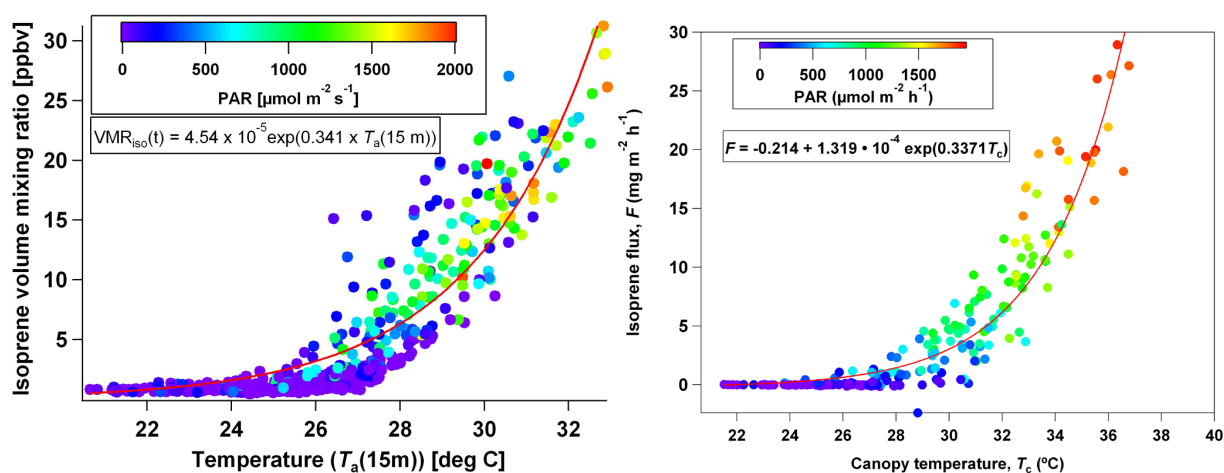 0 500 1000 1500 2000
PAR [µmol m⁻² s⁻¹]
VMR_iso(t) = 4.54 x 10⁻⁵exp(0.341 x T_a(15 m))
Isoprene volume mixing ratio [ppbv]
30
25
20
15
10
5
22 24 26 28 30 32
Temperature (T_a(15m)) [deg C]
0 500 1000 1500
PAR (µmol m⁻² h⁻¹)
F = -0.214 + 1.319 • 10⁻⁴ exp(0.3371T_c)
Isoprene flux, F (mg m⁻² h⁻¹)
30
25
20
15
10
5
0
22 24 26 28 30 32 34 36 38 40
Canopy temperature, T_c (ºC)